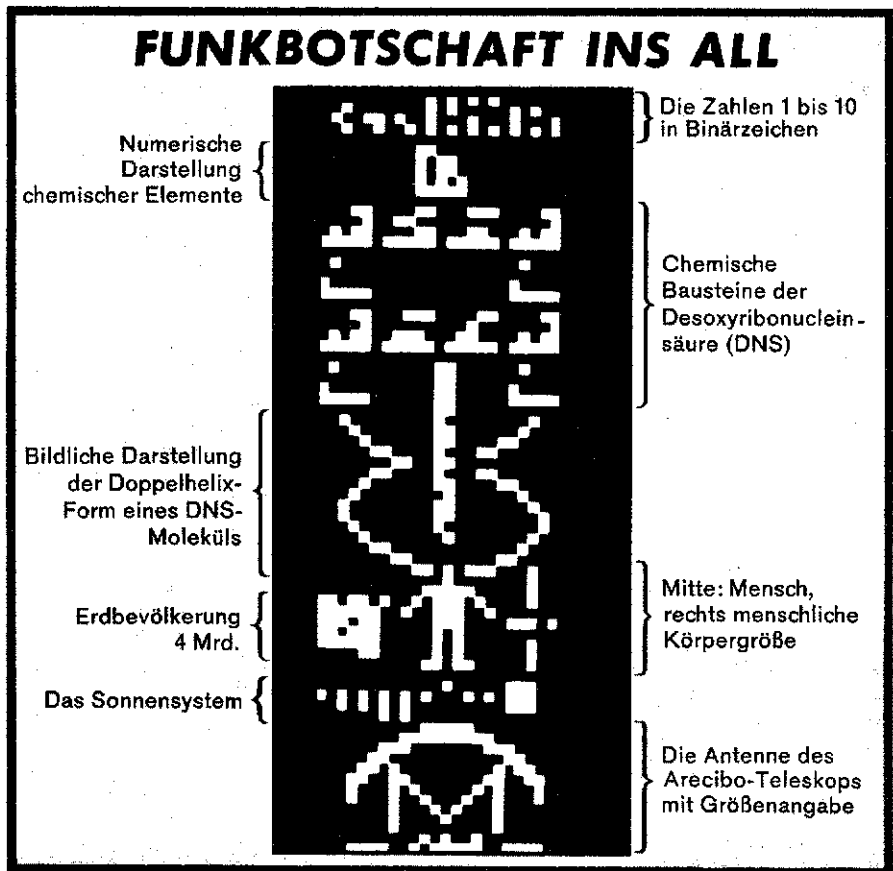 FUNKBOTSCHAFT INS ALL
Die Zahlen 1 bis 10
in Binärzeichen
Numerische
Darstellung
chemischer Elemente
Chemische
Bausteine der
Desoxyribonuclein-
säure (DNS)
Bildliche Darstellung
der Doppelhelix-
Form eines DNS-
Moleküls
Mitte: Mensch,
rechts menschliche
Körpergröße
Erdbevölkerung
4 Mrd.
Das Sonnensystem
Die Antenne des
Arecibo-Teleskops
mit Größenangabe